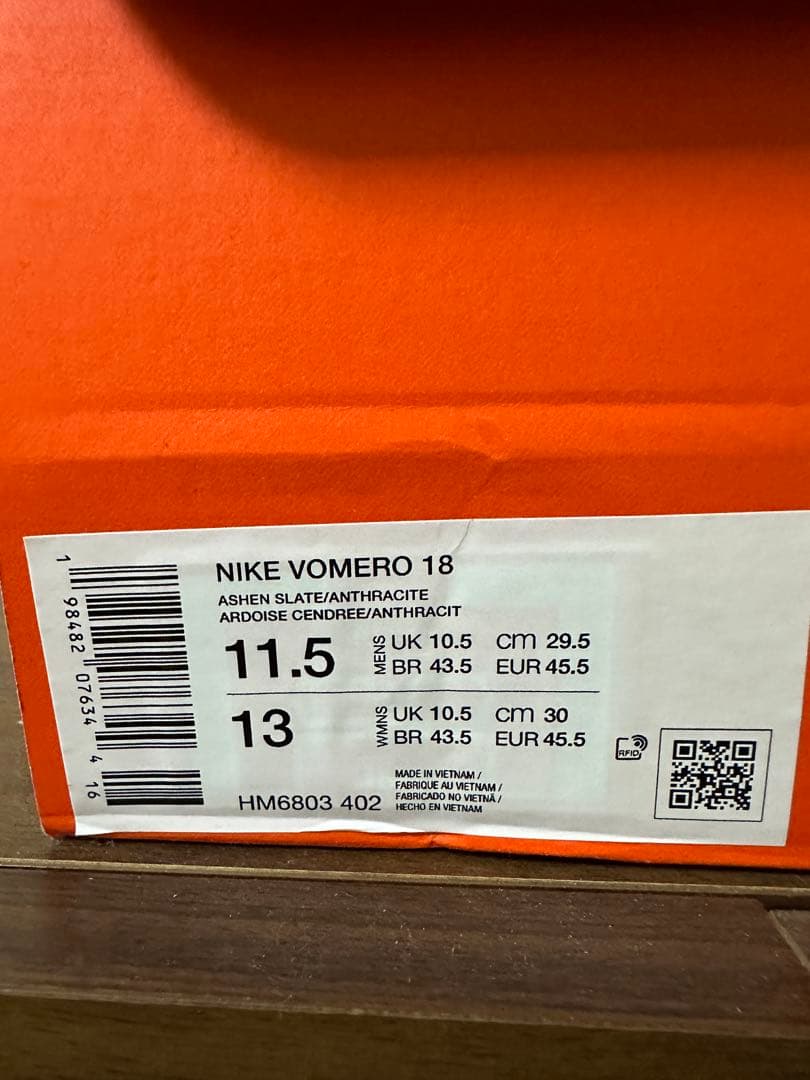 NIKE VOMERO 18
ASHEN SLATE/ANTHRACITE
ARDOISE CENDREE/ANTHRACIT
11.5
MENS
UK 10.5 cm 29.5
BR 43.5 EUR 45.5
13
WMNS
UK 10.5 cm 30
BR 43.5 EUR 45.5
RFID
HM6803 402
MADE IN VIETNAM /
FABRIQUE AU VIETNAM /
FABRICADO NO VIETNÃ /
HECHO EN VIETNAM
1 98482 07634 4 16